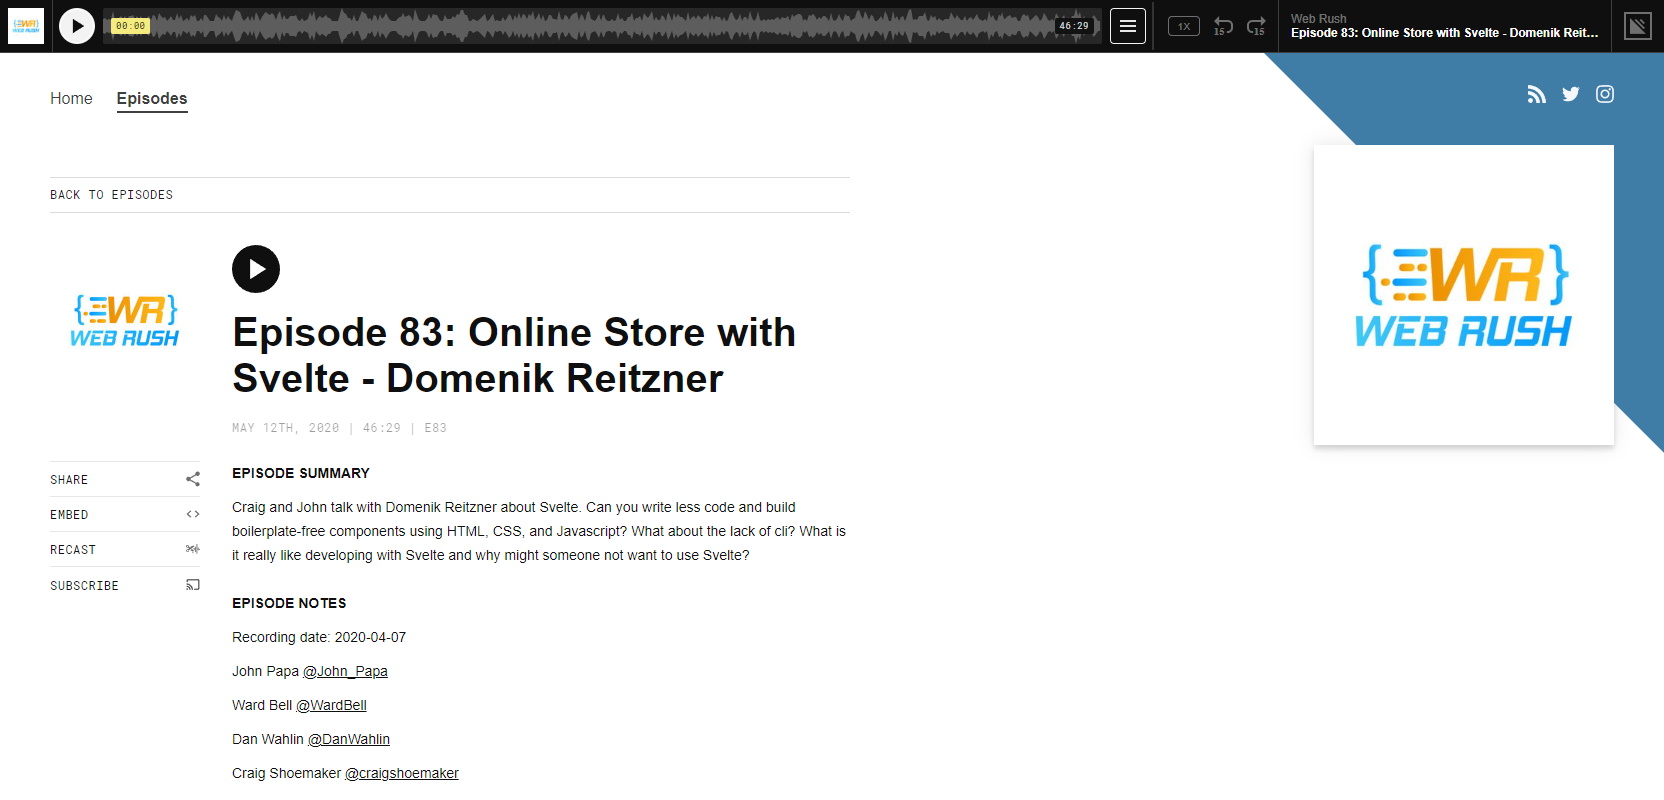 {WR}
WEB RUSH
00:00
46:29
1X
15
15
Web Rush
Episode 83: Online Store with Svelte - Domenik Reit...
Home
Episodes
BACK TO EPISODES
{WR}
WEB RUSH
{WR}
WEB RUSH
Episode 83: Online Store with
Svelte - Domenik Reitzner
MAY 12TH, 2020 | 46:29 | E83
SHARE
EMBED
RECAST
SUBSCRIBE
EPISODE SUMMARY
Craig and John talk with Domenik Reitzner about Svelte. Can you write less code and build
boilerplate-free components using HTML, CSS, and Javascript? What about the lack of cli? What is
it really like developing with Svelte and why might someone not want to use Svelte?
EPISODE NOTES
Recording date: 2020-04-07
John Papa @John_Papa
Ward Bell @WardBell
Dan Wahlin @DanWahlin
Craig Shoemaker @craigshoemaker